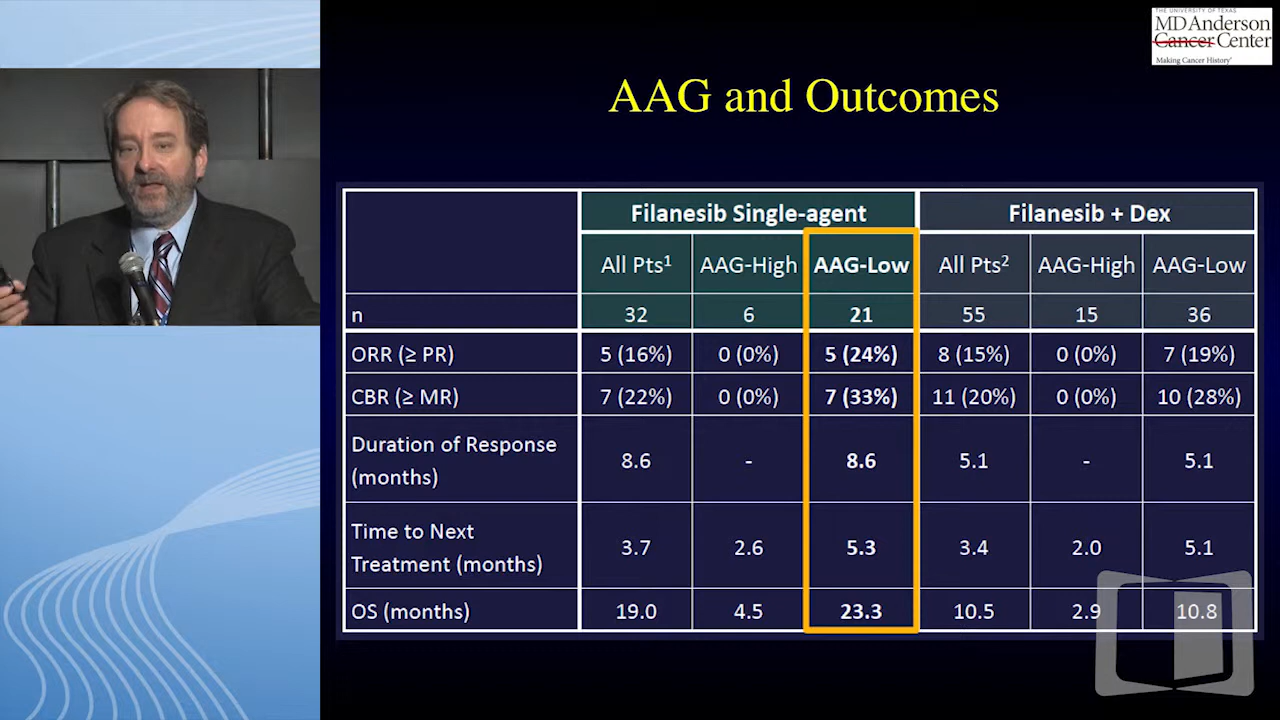 THE UNIVERSITY OF TEXAS
MD Anderson
Cancer Center
Making Cancer History®
AAG and Outcomes
Filanesib Single-agent Filanesib + Dex
All Pts¹ AAG-High AAG-Low All Pts² AAG-High AAG-Low
n 32 6 21 55 15 36
ORR (≥ PR) 5 (16%) 0 (0%) 5 (24%) 8 (15%) 0 (0%) 7 (19%)
CBR (≥ MR) 7 (22%) 0 (0%) 7 (33%) 11 (20%) 0 (0%) 10 (28%)
Duration of Response
(months) 8.6 - 8.6 5.1 - 5.1
Time to Next
Treatment (months) 3.7 2.6 5.3 3.4 2.0 5.1
OS (months) 19.0 4.5 23.3 10.5 2.9 10.8